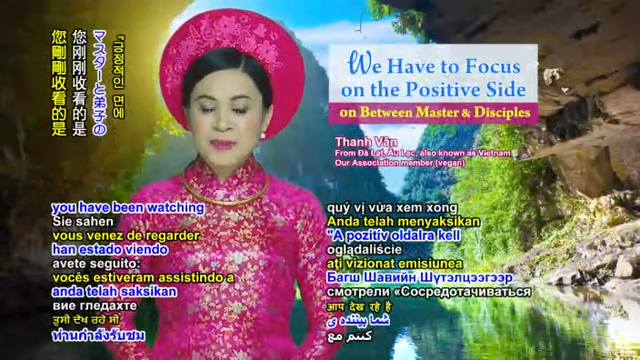 『긍정적인 면에
マスターと弟子の
您剛剛收看的是
您刚刚收看的是
We Have to Focus
on the Positive Side
on Between Master & Disciples
Thanh Vân
From Đà Lạt, Âu Lạc, also known as Vietnam
Our Association member (vegan)
you have been watching
Sie sahen
vous venez de regarder
han estado viendo
avete seguito:
vocês estiveram assistindo a
anda telah saksikan
вие гледахте
ਤੁਸੀ ਦੇਖ ਰਹੇ ਸੀ
ท่านกำลังรับชม
quý vị vừa xem xong
Anda telah menyaksikan
"A pozitív oldalra kell
oglądaliście
aţi vizionat emisiunea
Багш Шавийн Шүтэлцээгээр
смотрели «Сосредотачиваться
आप देख रहे है
شما بیننده ی
كنتم مع